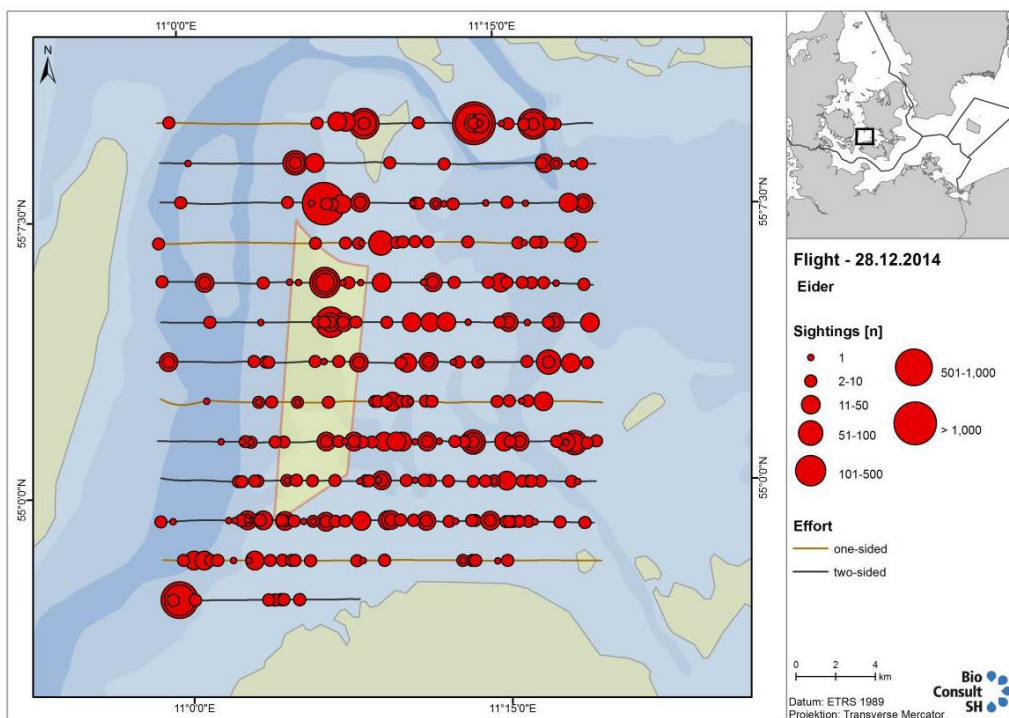 11°0'0"E
11°15'0"E
N
55°7'30"N
55°7'30"N
55°0'0"N
55°0'0"N
11°0'0"E
11°15'0"E
Flight - 28.12.2014
Eider
Sightings [n]
1
2-10
11-50
51-100
101-500
501-1,000
> 1,000
Effort
one-sided
two-sided
0 2 4
km
Datum: ETRS 1989
Projektion: Transverse Mercator
Bio
Consult
SH